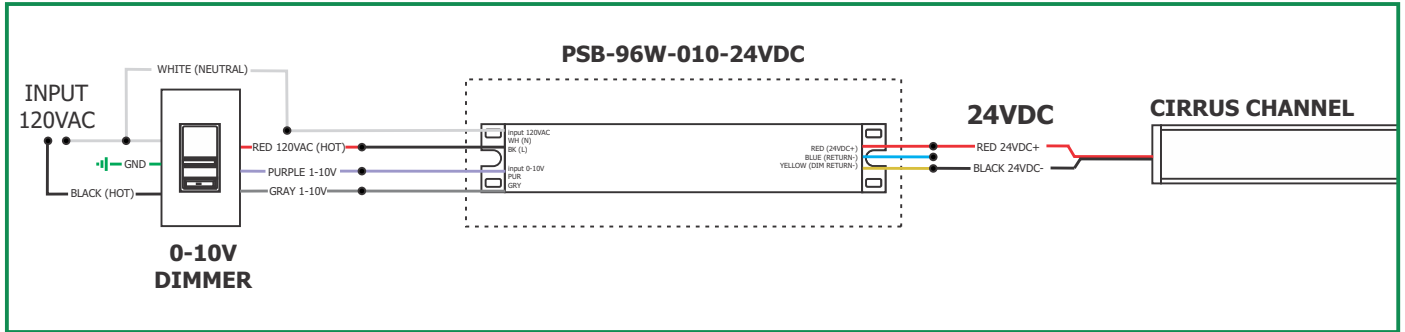 PSB-96W-010-24VDC
WHITE (NEUTRAL)
INPUT
120VAC
GND
BLACK (HOT)
0-10V
DIMMER
RED 120VAC (HOT)
PURPLE 1-10V
GRAY 1-10V
input 120VAC
WH (N)
BK (L)
input 0-10V
PUR
GRY
RED (24VDC+)
BLUE (RETURN-)
YELLOW (DIM RETURN-)
24VDC
RED 24VDC+
BLACK 24VDC-
CIRRUS CHANNEL